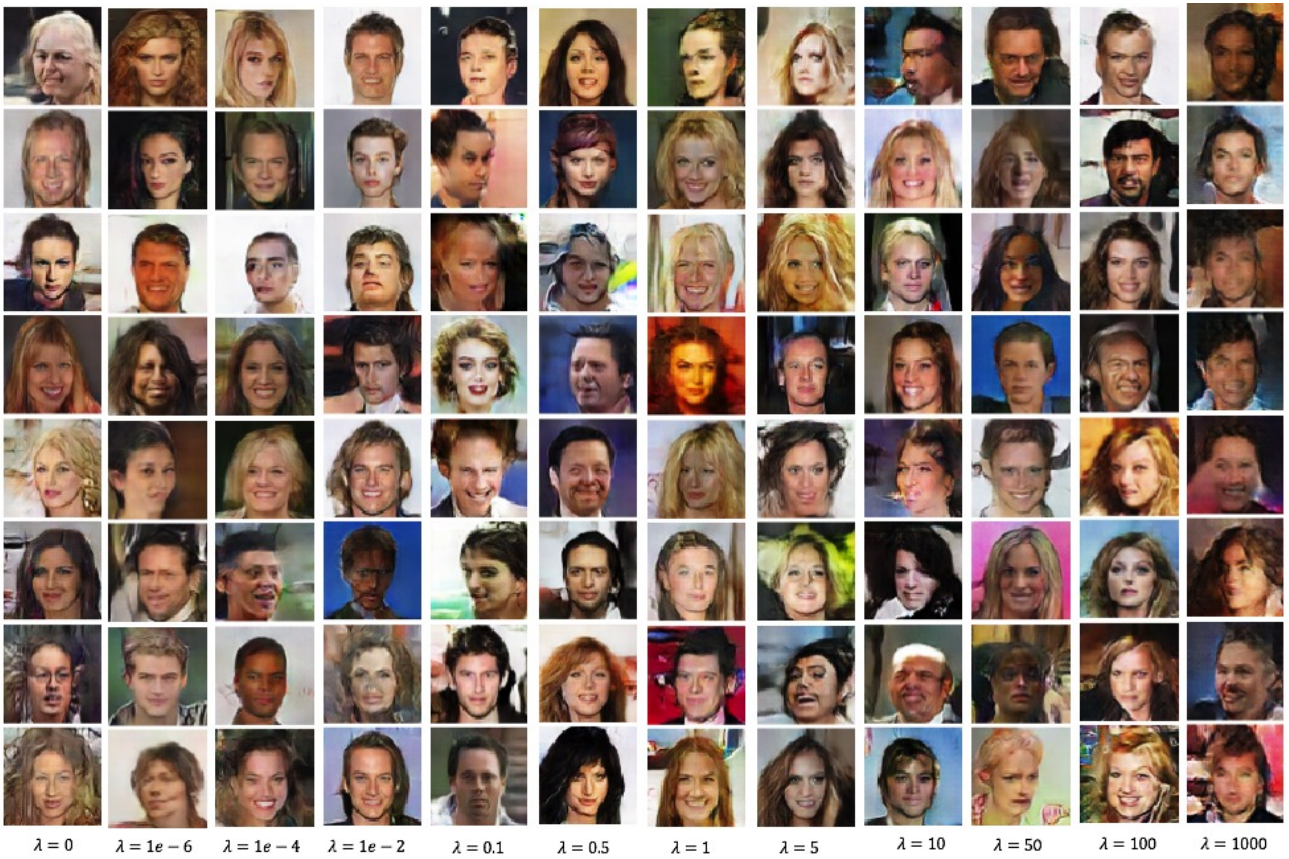 λ = 0 λ = 1e − 6 λ = 1e − 4 λ = 1e − 2 λ = 0.1 λ = 0.5 λ = 1 λ = 5 λ = 10 λ = 50 λ = 100 λ = 1000